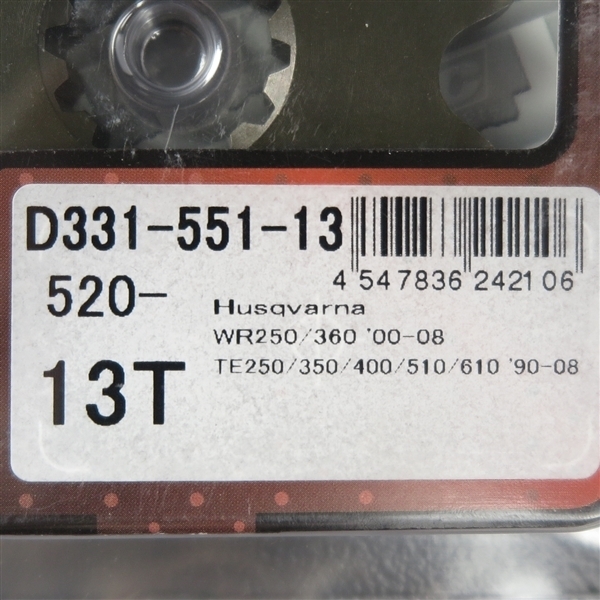 D331-551-13
4 547836 242106
520-
Husqvarna
WR250/360 '00-08
13T
TE250/350/400/510/610 '90-08